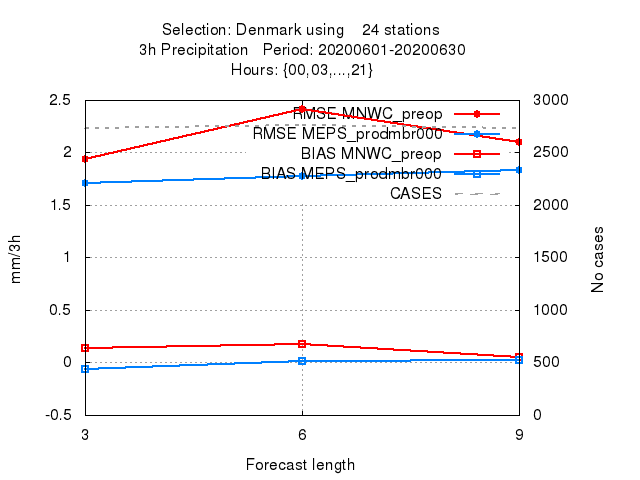 Selection: Denmark using    24 stations
3h Precipitation   Period: 20200601-20200630
Hours: {00,03,...,21}
2.5
2
1.5
1
0.5
0
-0.5
mm/3h
3000
2500
2000
1500
1000
500
0
No cases
RMSE MNWC_preop
RMSE MEPS_prodmbr000
BIAS MNWC_preop
BIAS MEPS_prodmbr000
CASES
3
6
9
Forecast length